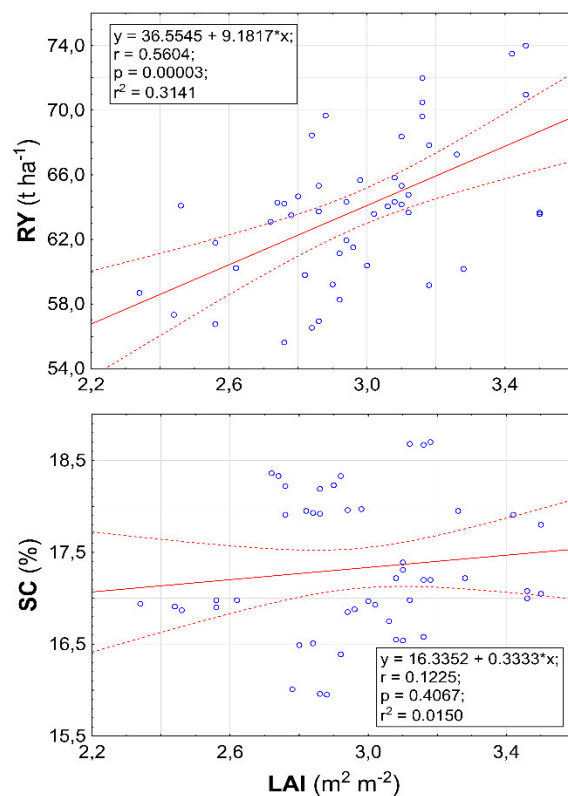 y = 36.5545 + 9.1817*x;
r = 0.5604;
p = 0.00003;
r² = 0.3141
74,0
70,0
66,0
62,0
58,0
54,0
RY (t ha⁻¹)
2,2 2,6 3,0 3,4
18,5
17,5
16,5
15,5
SC (%)
y = 16.3352 + 0.3333*x;
r = 0.1225;
p = 0.4067;
r² = 0.0150
2,2 2,6 3,0 3,4
LAI (m² m⁻²)